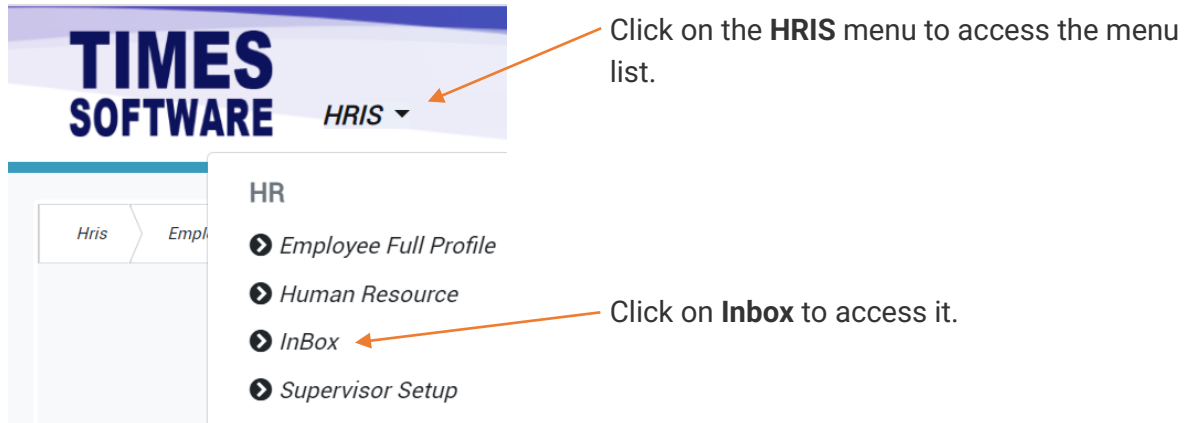 TIMES
SOFTWARE
HRIS
Click on the HRIS menu to access the menu
list.
HR
Hris
Empl
Employee Full Profile
Human Resource
InBox
Click on Inbox to access it.
Supervisor Setup